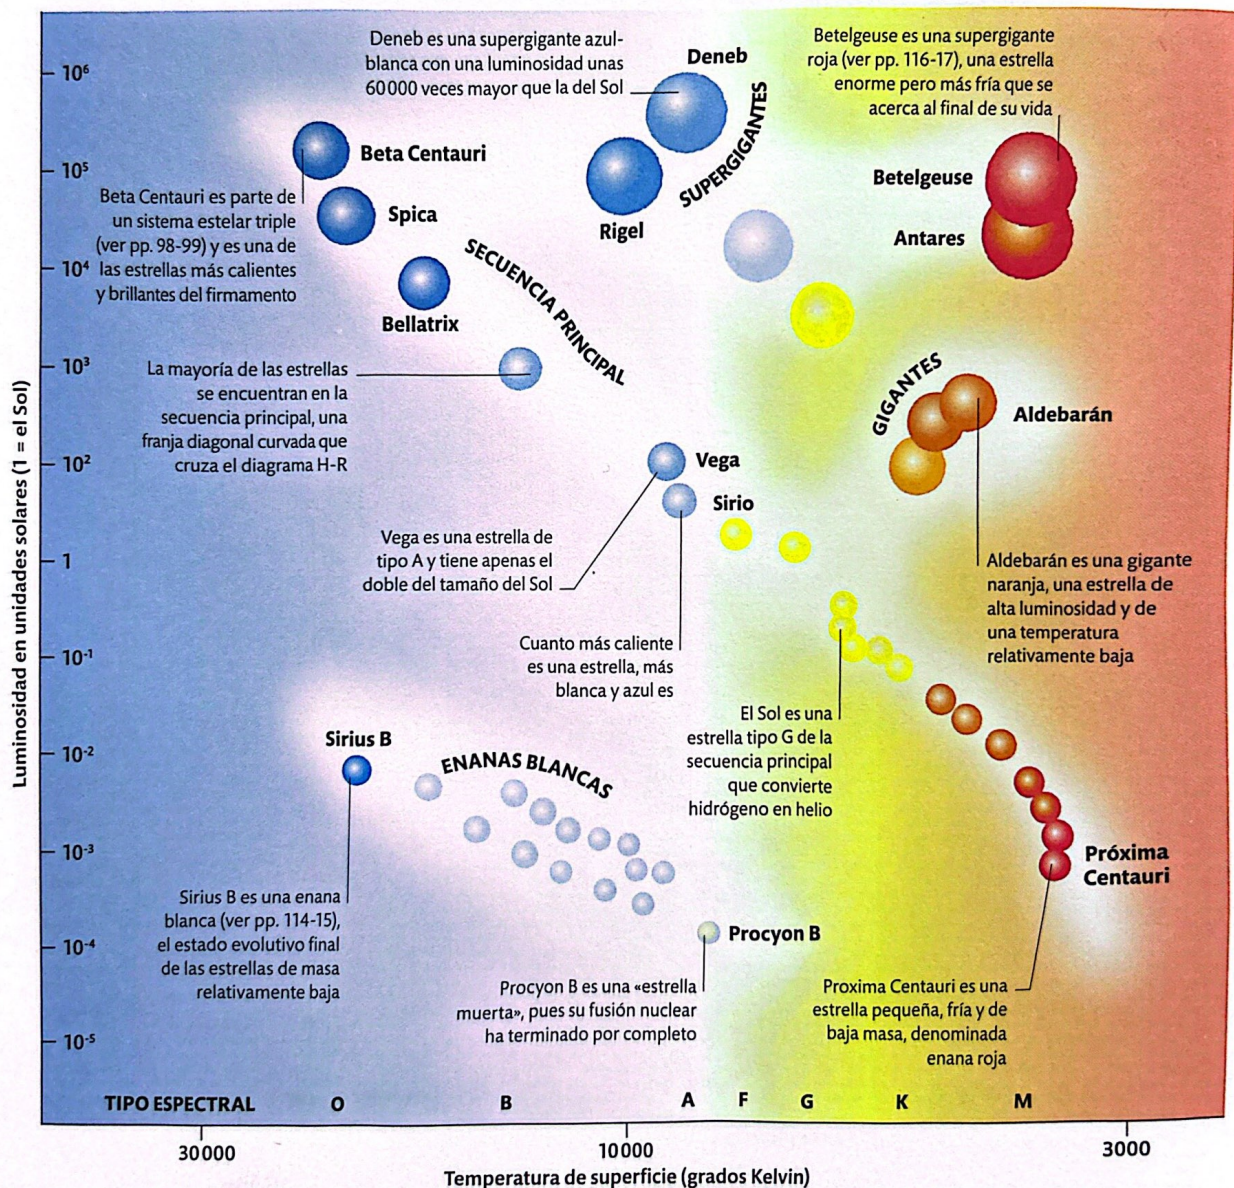 Deneb es una supergigante azul-
blanca con una luminosidad unas
60 000 veces mayor que la del Sol
Deneb
Betelgeuse es una supergigante
roja (ver pp. 116-17), una estrella
enorme pero más fría que se
acerca al final de su vida
SUPERGIGANTES
Beta Centauri
Beta Centauri es parte de
un sistema estelar triple
(ver pp. 98-99) y es una de
las estrellas más calientes
y brillantes del firmamento
Spica
Rigel
Betelgeuse
Antares
Bellatrix
SECUENCIA PRINCIPAL
La mayoría de las estrellas
se encuentran en la
secuencia principal, una
franja diagonal curvada que
cruza el diagrama H-R
GIGANTES
Aldebarán
Vega
Sirio
Vega es una estrella de
tipo A y tiene apenas el
doble del tamaño del Sol
Aldebarán es una gigante
naranja, una estrella de
alta luminosidad y de
una temperatura
relativamente baja
Cuanto más caliente
es una estrella, más
blanca y azul es
El Sol es una
estrella tipo G de la
secuencia principal
que convierte
hidrógeno en helio
Sirius B
ENANAS BLANCAS
Próxima
Centauri
Sirius B es una enana
blanca (ver pp. 114-15),
el estado evolutivo final
de las estrellas de masa
relativamente baja
Procyon B
Procyon B es una «estrella
muerta», pues su fusión nuclear
ha terminado por completo
Proxima Centauri es una
estrella pequeña, fría y de
baja masa, denominada
enana roja
Luminosidad en unidades solares (1 = el Sol)
10⁶
10⁵
10⁴
10³
10²
1
10⁻¹
10⁻²
10⁻³
10⁻⁴
10⁻⁵
TIPO ESPECTRAL O B A F G K M
30000 10000 3000
Temperatura de superficie (grados Kelvin)